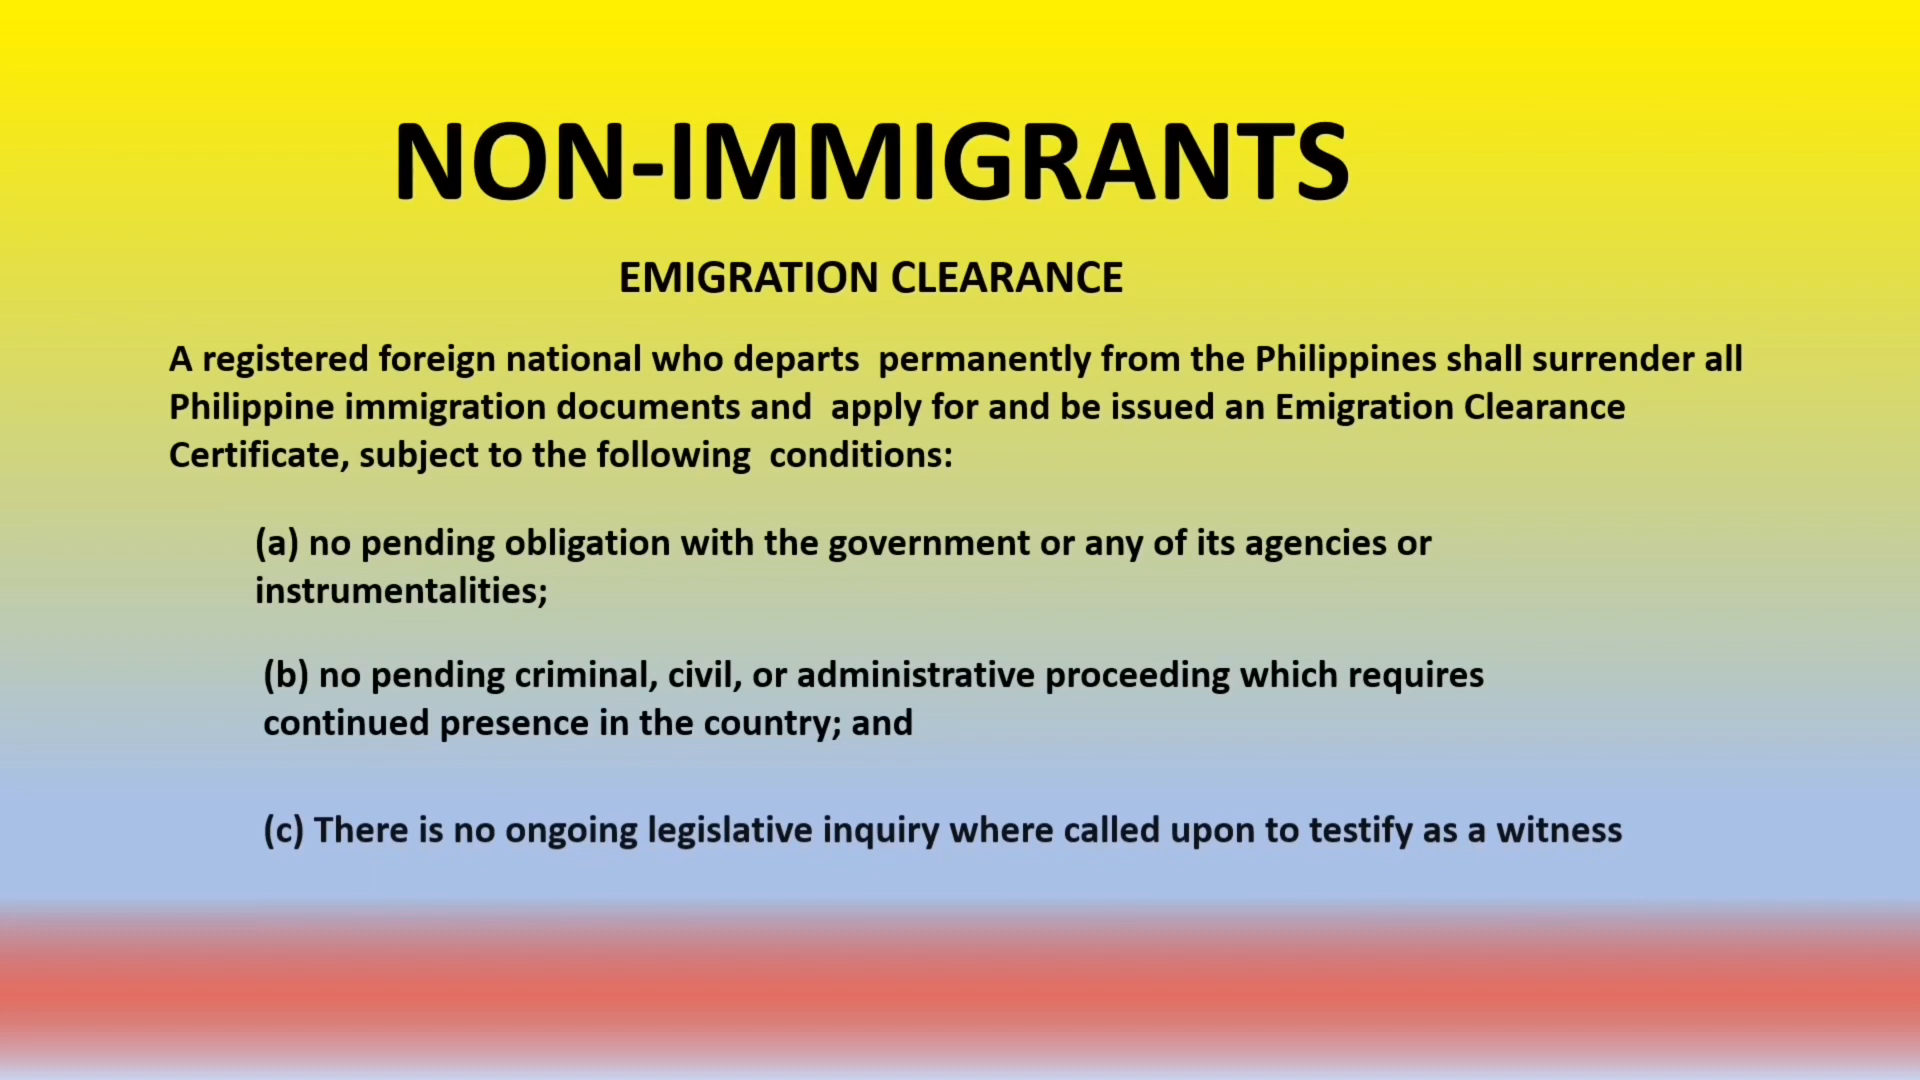 NON-IMMIGRANTS
EMIGRATION CLEARANCE
A registered foreign national who departs  permanently from the Philippines shall surrender all
Philippine immigration documents and  apply for and be issued an Emigration Clearance
Certificate, subject to the following  conditions:
(a) no pending obligation with the government or any of its agencies or
instrumentalities;
(b) no pending criminal, civil, or administrative proceeding which requires
continued presence in the country; and
(c) There is no ongoing legislative inquiry where called upon to testify as a witness